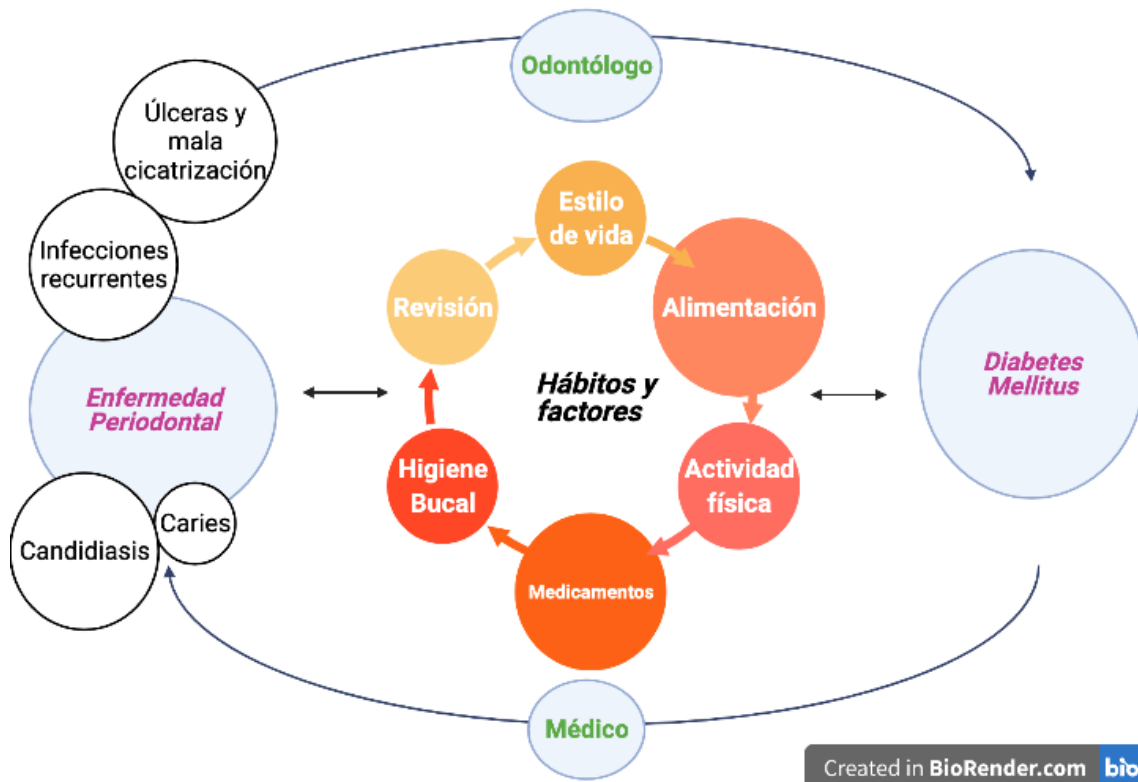 Odontólogo
Úlceras y
mala
cicatrización
Infecciones
recurrentes
Enfermedad
Periodontal
Candidiasis
Caries
Estilo
de vida
Alimentación
Actividad
física
Medicamentos
Higiene
Bucal
Revisión
Hábitos y
factores
Diabetes
Mellitus
Médico
Created in BioRender.com bio